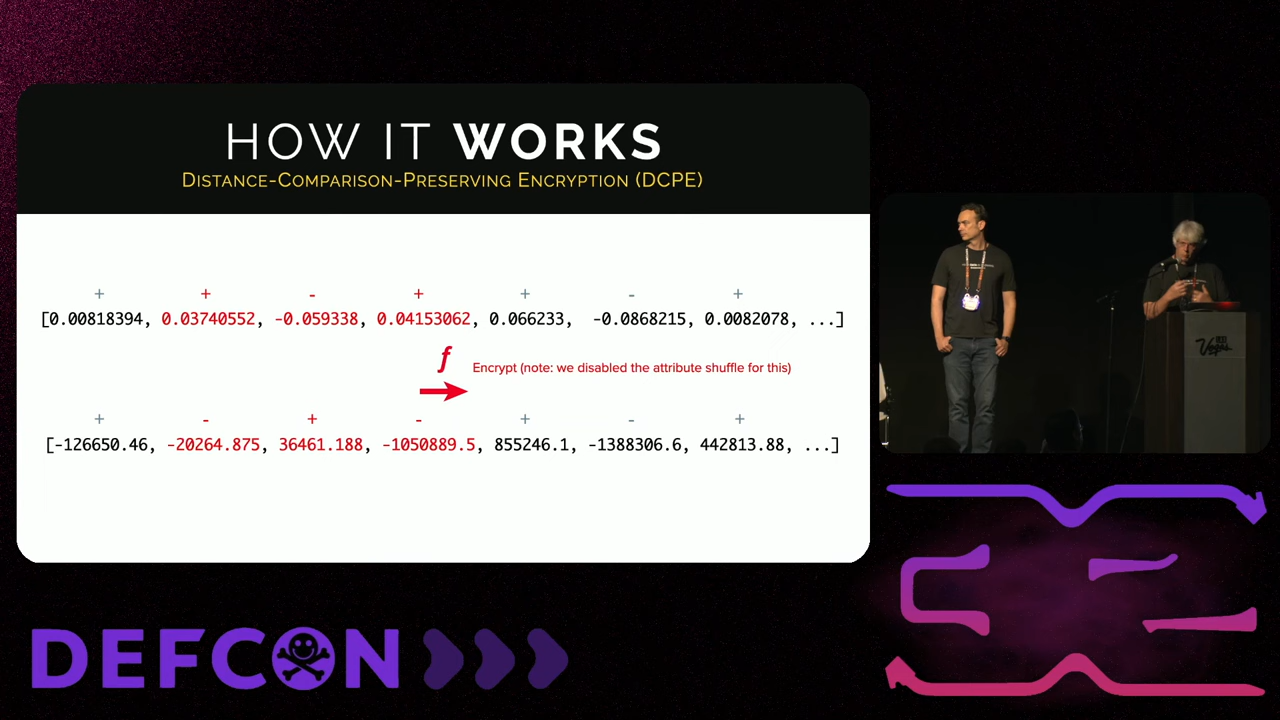 HOW IT WORKS
DISTANCE-COMPARISON-PRESERVING ENCRYPTION (DCPE)
+ + - + + - +
[0.00818394, 0.03740552, -0.059338, 0.04153062, 0.066233, -0.0868215, 0.0082078, ...]
f
Encrypt (note: we disabled the attribute shuffle for this)
+ - + - + - +
[-126650.46, -20264.875, 36461.188, -1050889.5, 855246.1, -1388306.6, 442813.88, ...]
DEFCON